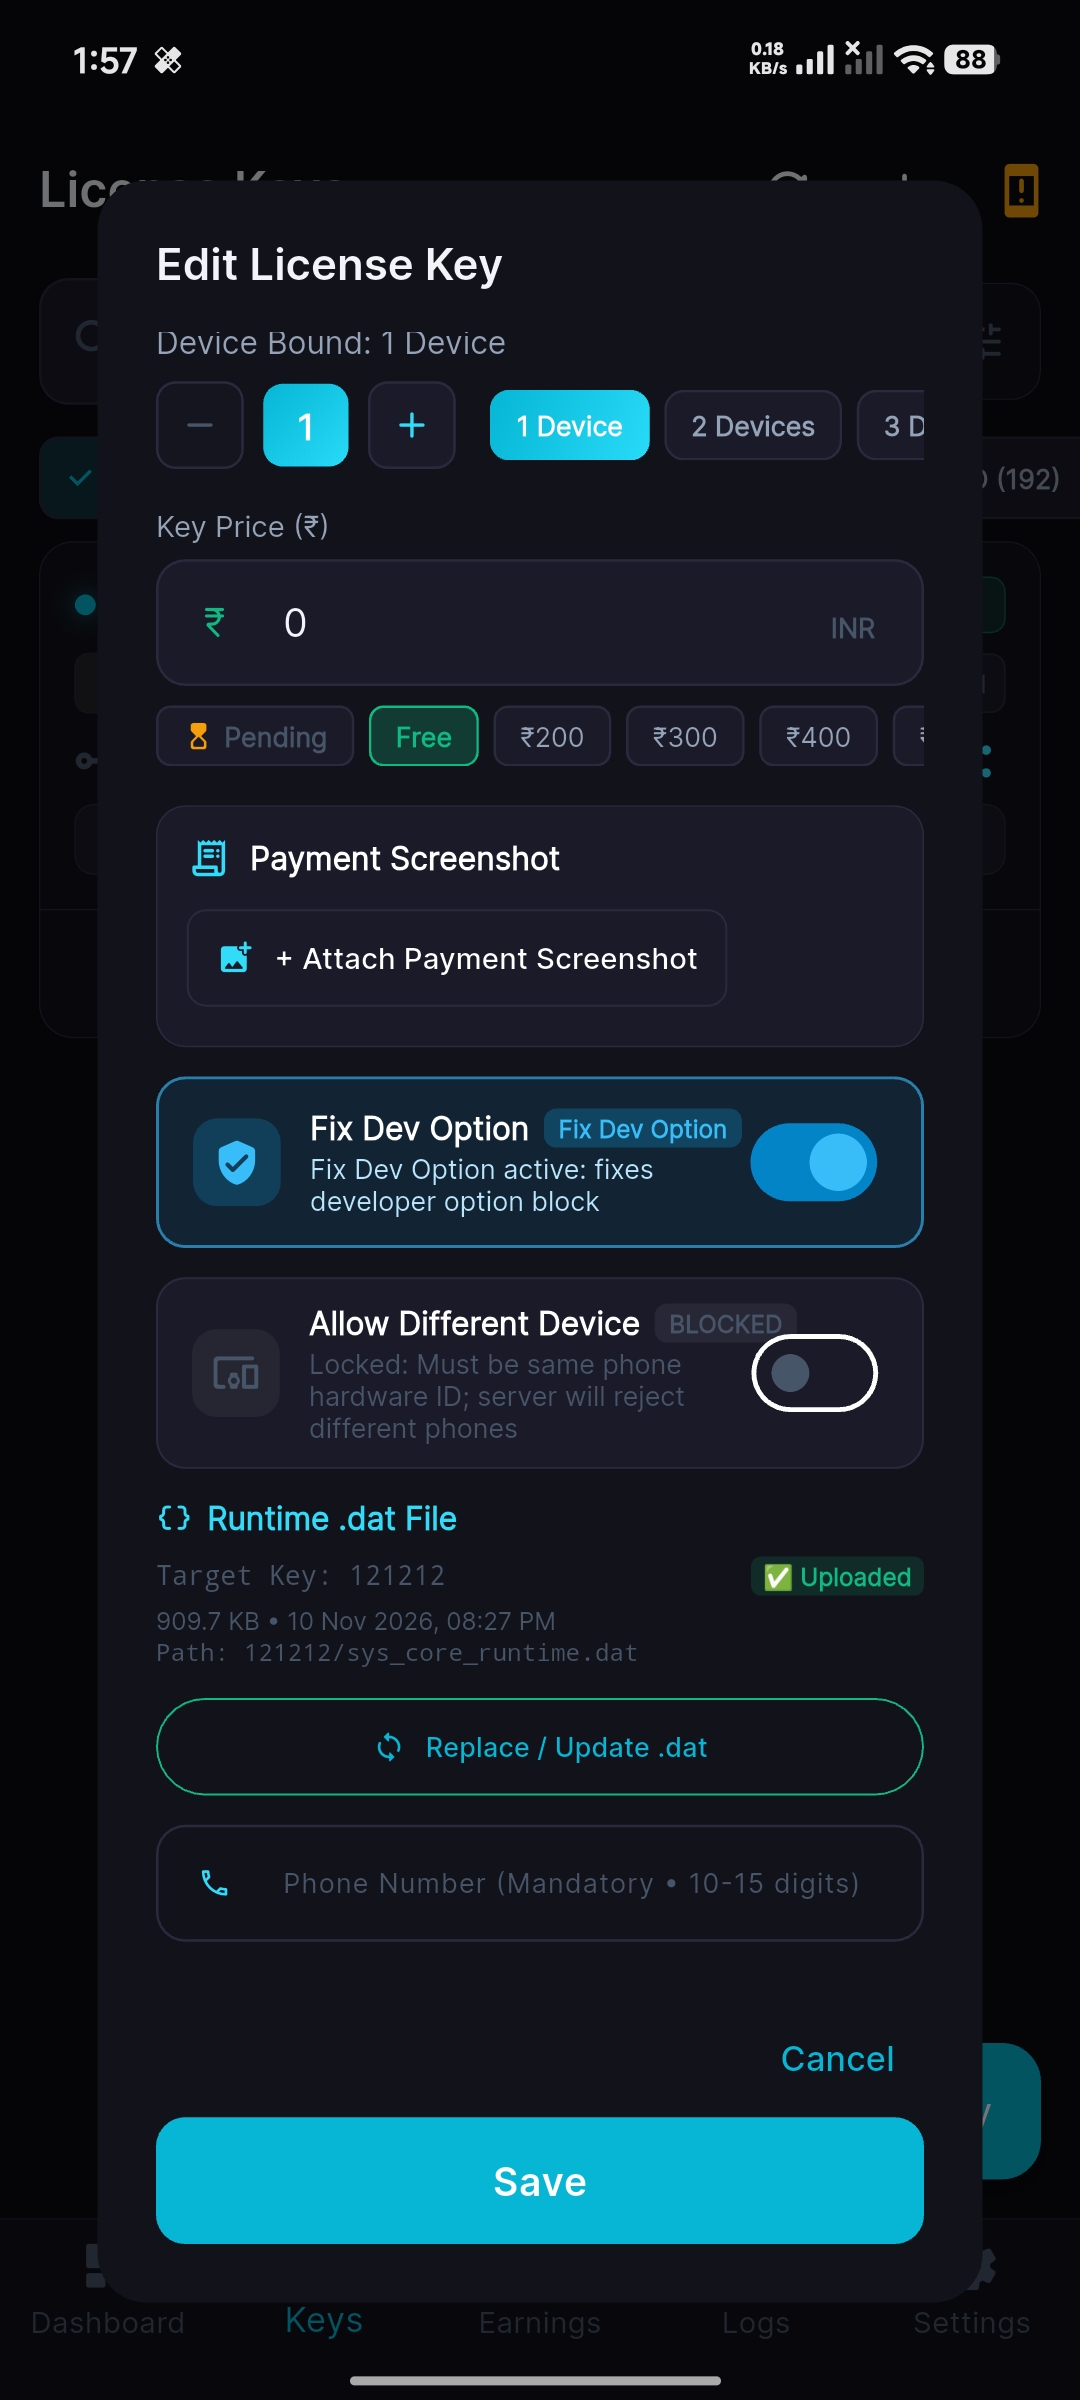 1:57
0.18
KB/s
88
Edit License Key
Device Bound: 1 Device
1
1 Device
2 Devices
3 D
D (192)
Key Price (₹)
₹ 0 INR
Pending
Free
₹200
₹300
₹400
Payment Screenshot
+ Attach Payment Screenshot
Fix Dev Option Fix Dev Option
Fix Dev Option active: fixes
developer option block
Allow Different Device BLOCKED
Locked: Must be same phone
hardware ID; server will reject
different phones
{} Runtime .dat File
Target Key: 121212
✅ Uploaded
909.7 KB • 10 Nov 2026, 08:27 PM
Path: 121212/sys_core_runtime.dat
Replace / Update .dat
Phone Number (Mandatory • 10-15 digits)
Cancel
Save
Dashboard
Keys
Earnings
Logs
Settings